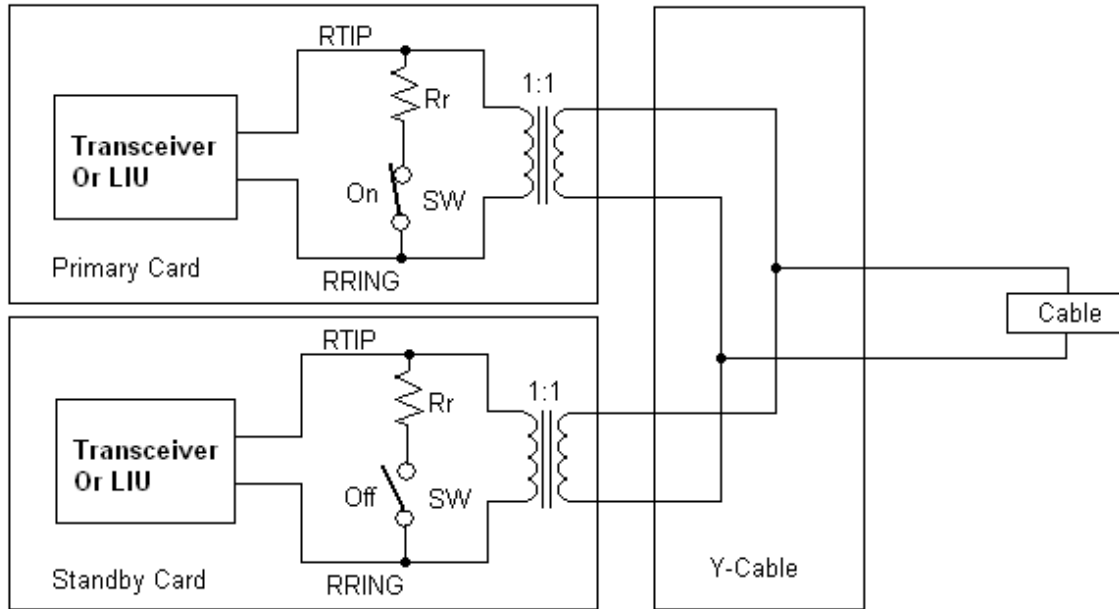 RTIP
1:1
Rr
Transceiver
Or LIU
On
SW
Primary Card
RRING
Cable
RTIP
1:1
Rr
Transceiver
Or LIU
Off
SW
Standby Card
RRING
Y-Cable